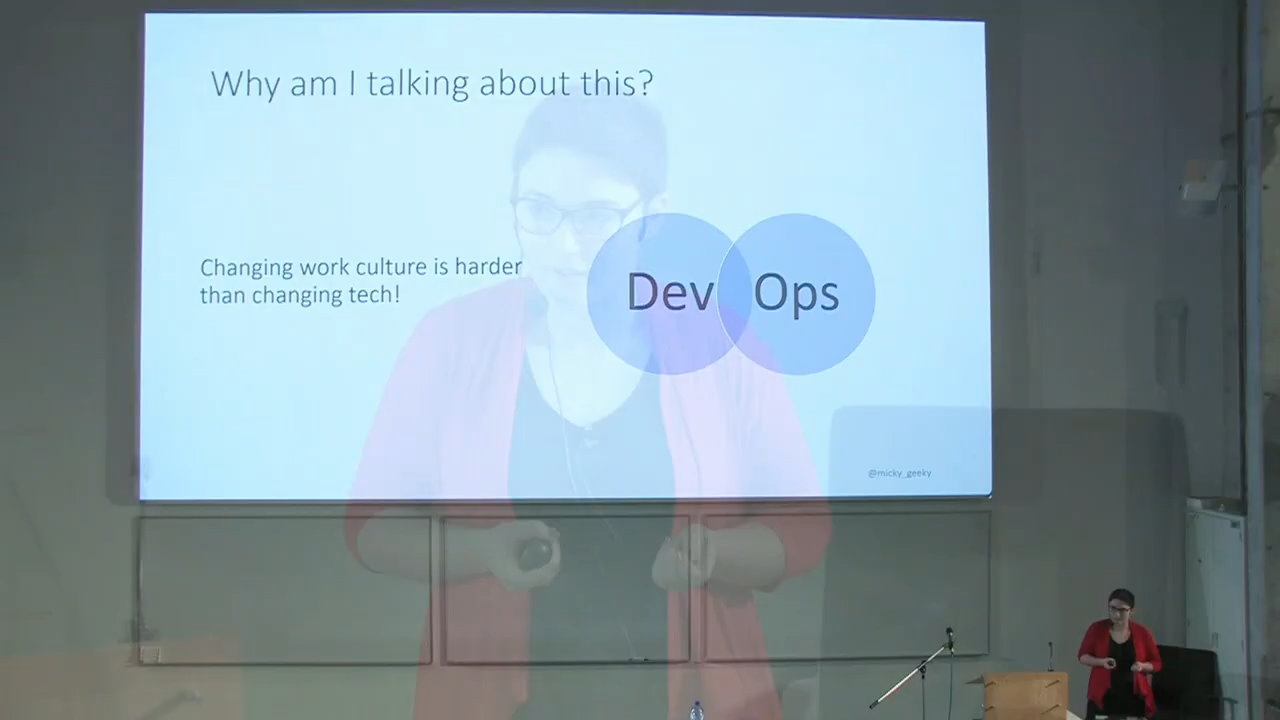 Why am I talking about this?
Changing work culture is harder
than changing tech!
Dev Ops
@micky_geeky